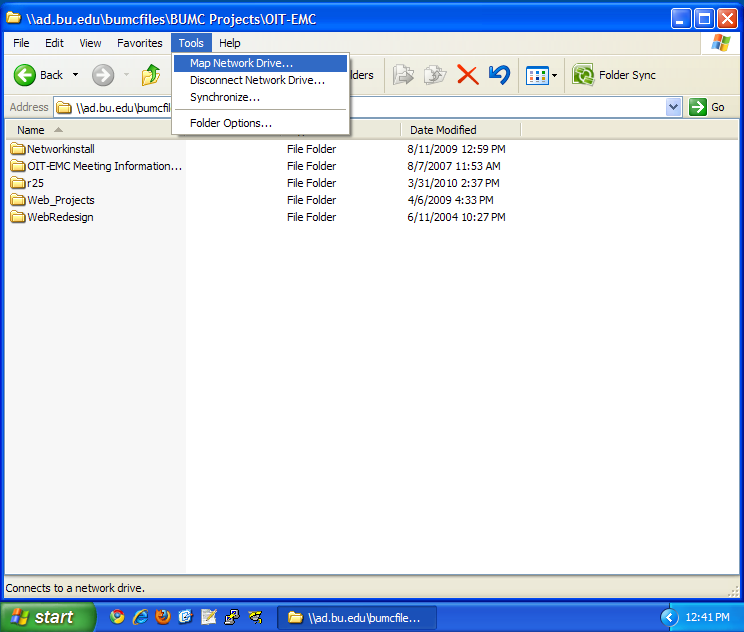 \\ad.bu.edu\bumcfiles\BUMC Projects\OIT-EMC
File Edit View Favorites Tools Help
Map Network Drive...
Disconnect Network Drive...
Synchronize...
Folder Options...
Back Folder Sync
Address \\ad.bu.edu\bumcfil Go
Name Date Modified
Networkinstall File Folder 8/11/2009 12:59 PM
OIT-EMC Meeting Information... File Folder 8/7/2007 11:53 AM
r25 File Folder 3/31/2010 2:37 PM
Web_Projects File Folder 4/6/2009 4:33 PM
WebRedesign File Folder 6/11/2004 10:27 PM
Connects to a network drive.
start \\ad.bu.edu\bumcfile... 12:41 PM